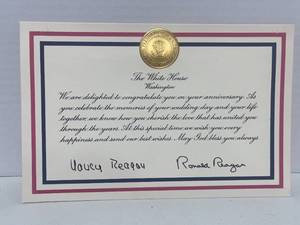 The White House
Washington
We are delighted to congratulate you on your anniversary. As
you celebrate the memories of your wedding day and your life
together, we know how you cherish the love that has united you
through the years. At this special time we wish you every
happiness and send our best wishes. May God bless you always.
Nancy Reagan Ronald Reagan